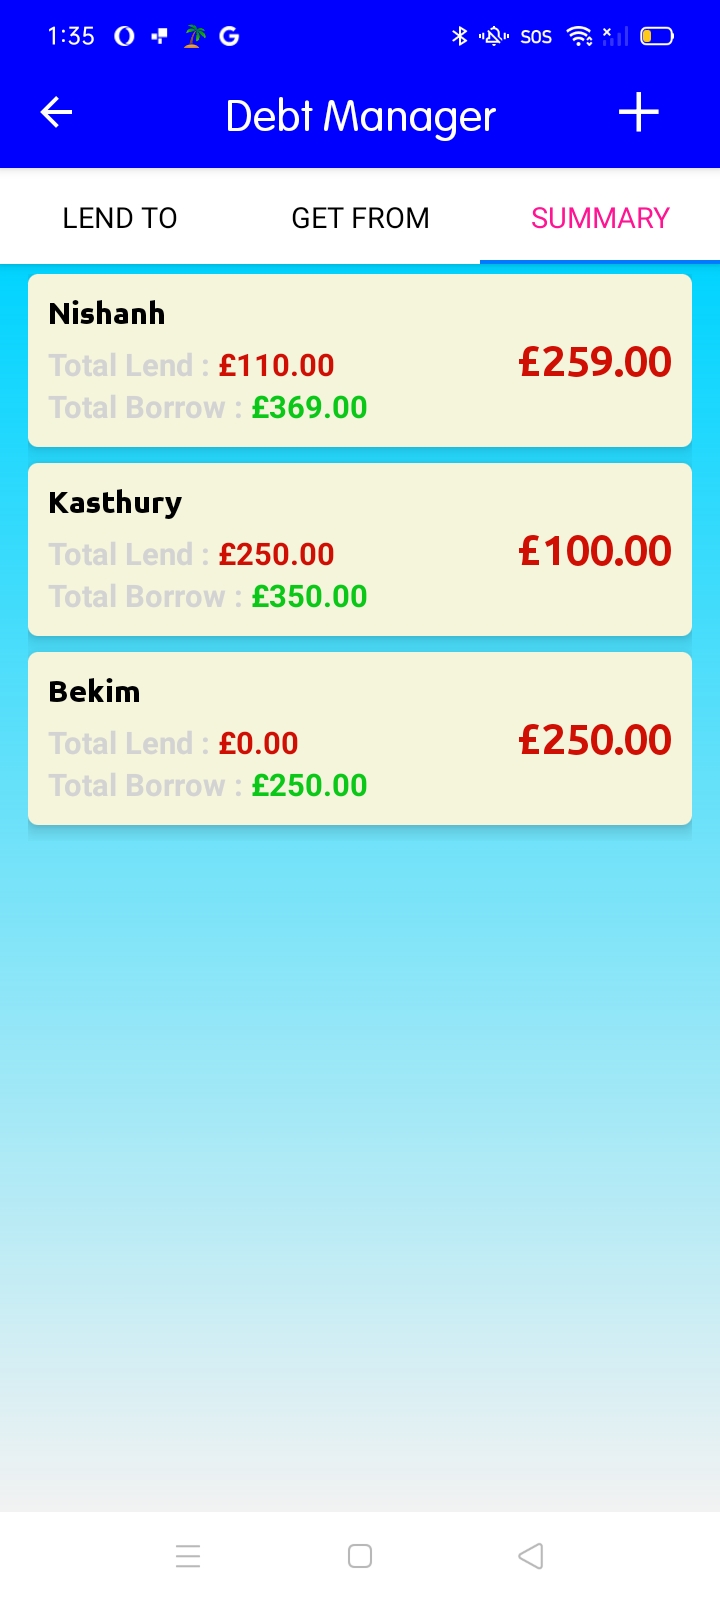 1:35 SOS
Debt Manager
LEND TO GET FROM SUMMARY
Nishanh
Total Lend : £110.00
£259.00
Total Borrow : £369.00
Kasthury
Total Lend : £250.00
£100.00
Total Borrow : £350.00
Bekim
Total Lend : £0.00
£250.00
Total Borrow : £250.00